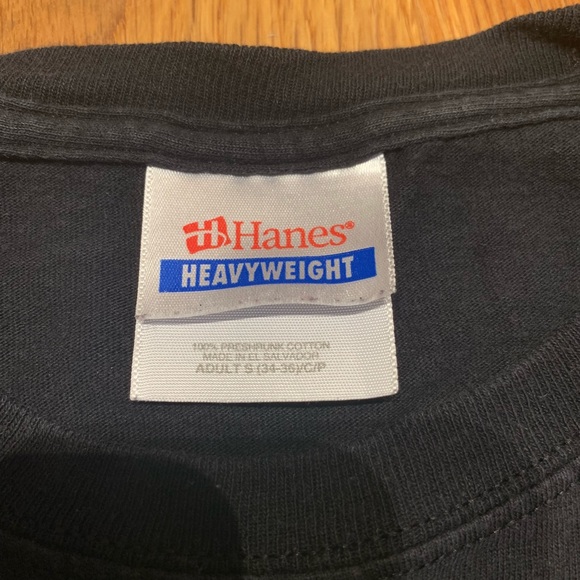 Hanes®
HEAVYWEIGHT
100% PRESHRUNK COTTON
MADE IN EL SALVADOR
ADULT S (34-36)/C/P